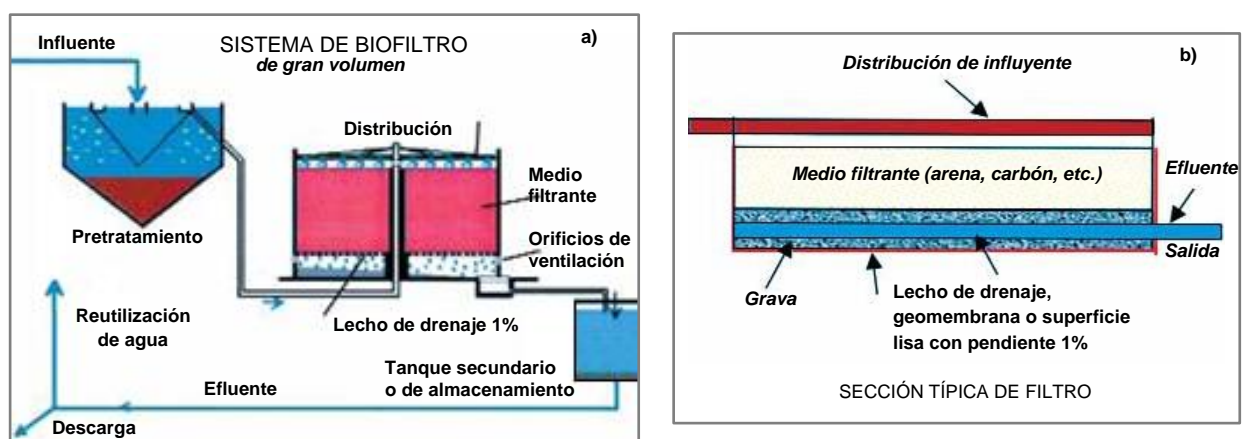 Influente
SISTEMA DE BIOFILTRO
de gran volumen
a)
Distribución
Medio
filtrante
Pretratamiento
Orificios de
ventilación
Reutilización
de agua
Lecho de drenaje 1%
Tanque secundario
o de almacenamiento
Efluente
Descarga
b)
Distribución de influyente
Medio filtrante (arena, carbón, etc.)
Efluente
Salida
Grava
Lecho de drenaje,
geomembrana o superficie
lisa con pendiente 1%
SECCIÓN TÍPICA DE FILTRO